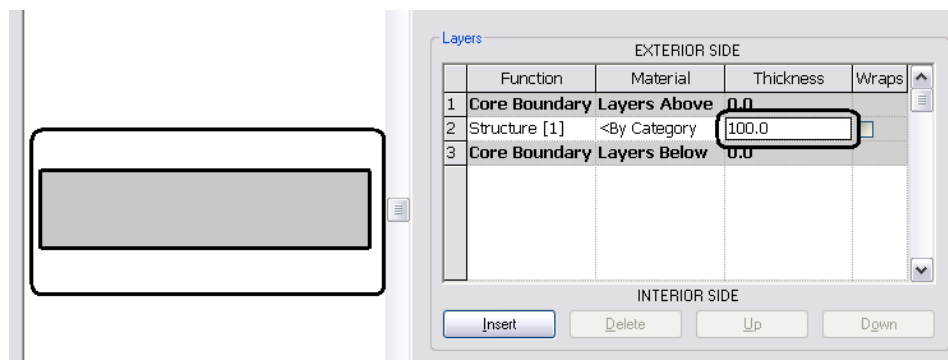 Layers
EXTERIOR SIDE
Function Material Thickness Wraps
1 Core Boundary Layers Above 0.0
2 Structure [1] <By Category 100.0
3 Core Boundary Layers Below 0.0
INTERIOR SIDE
Insert Delete Up Down